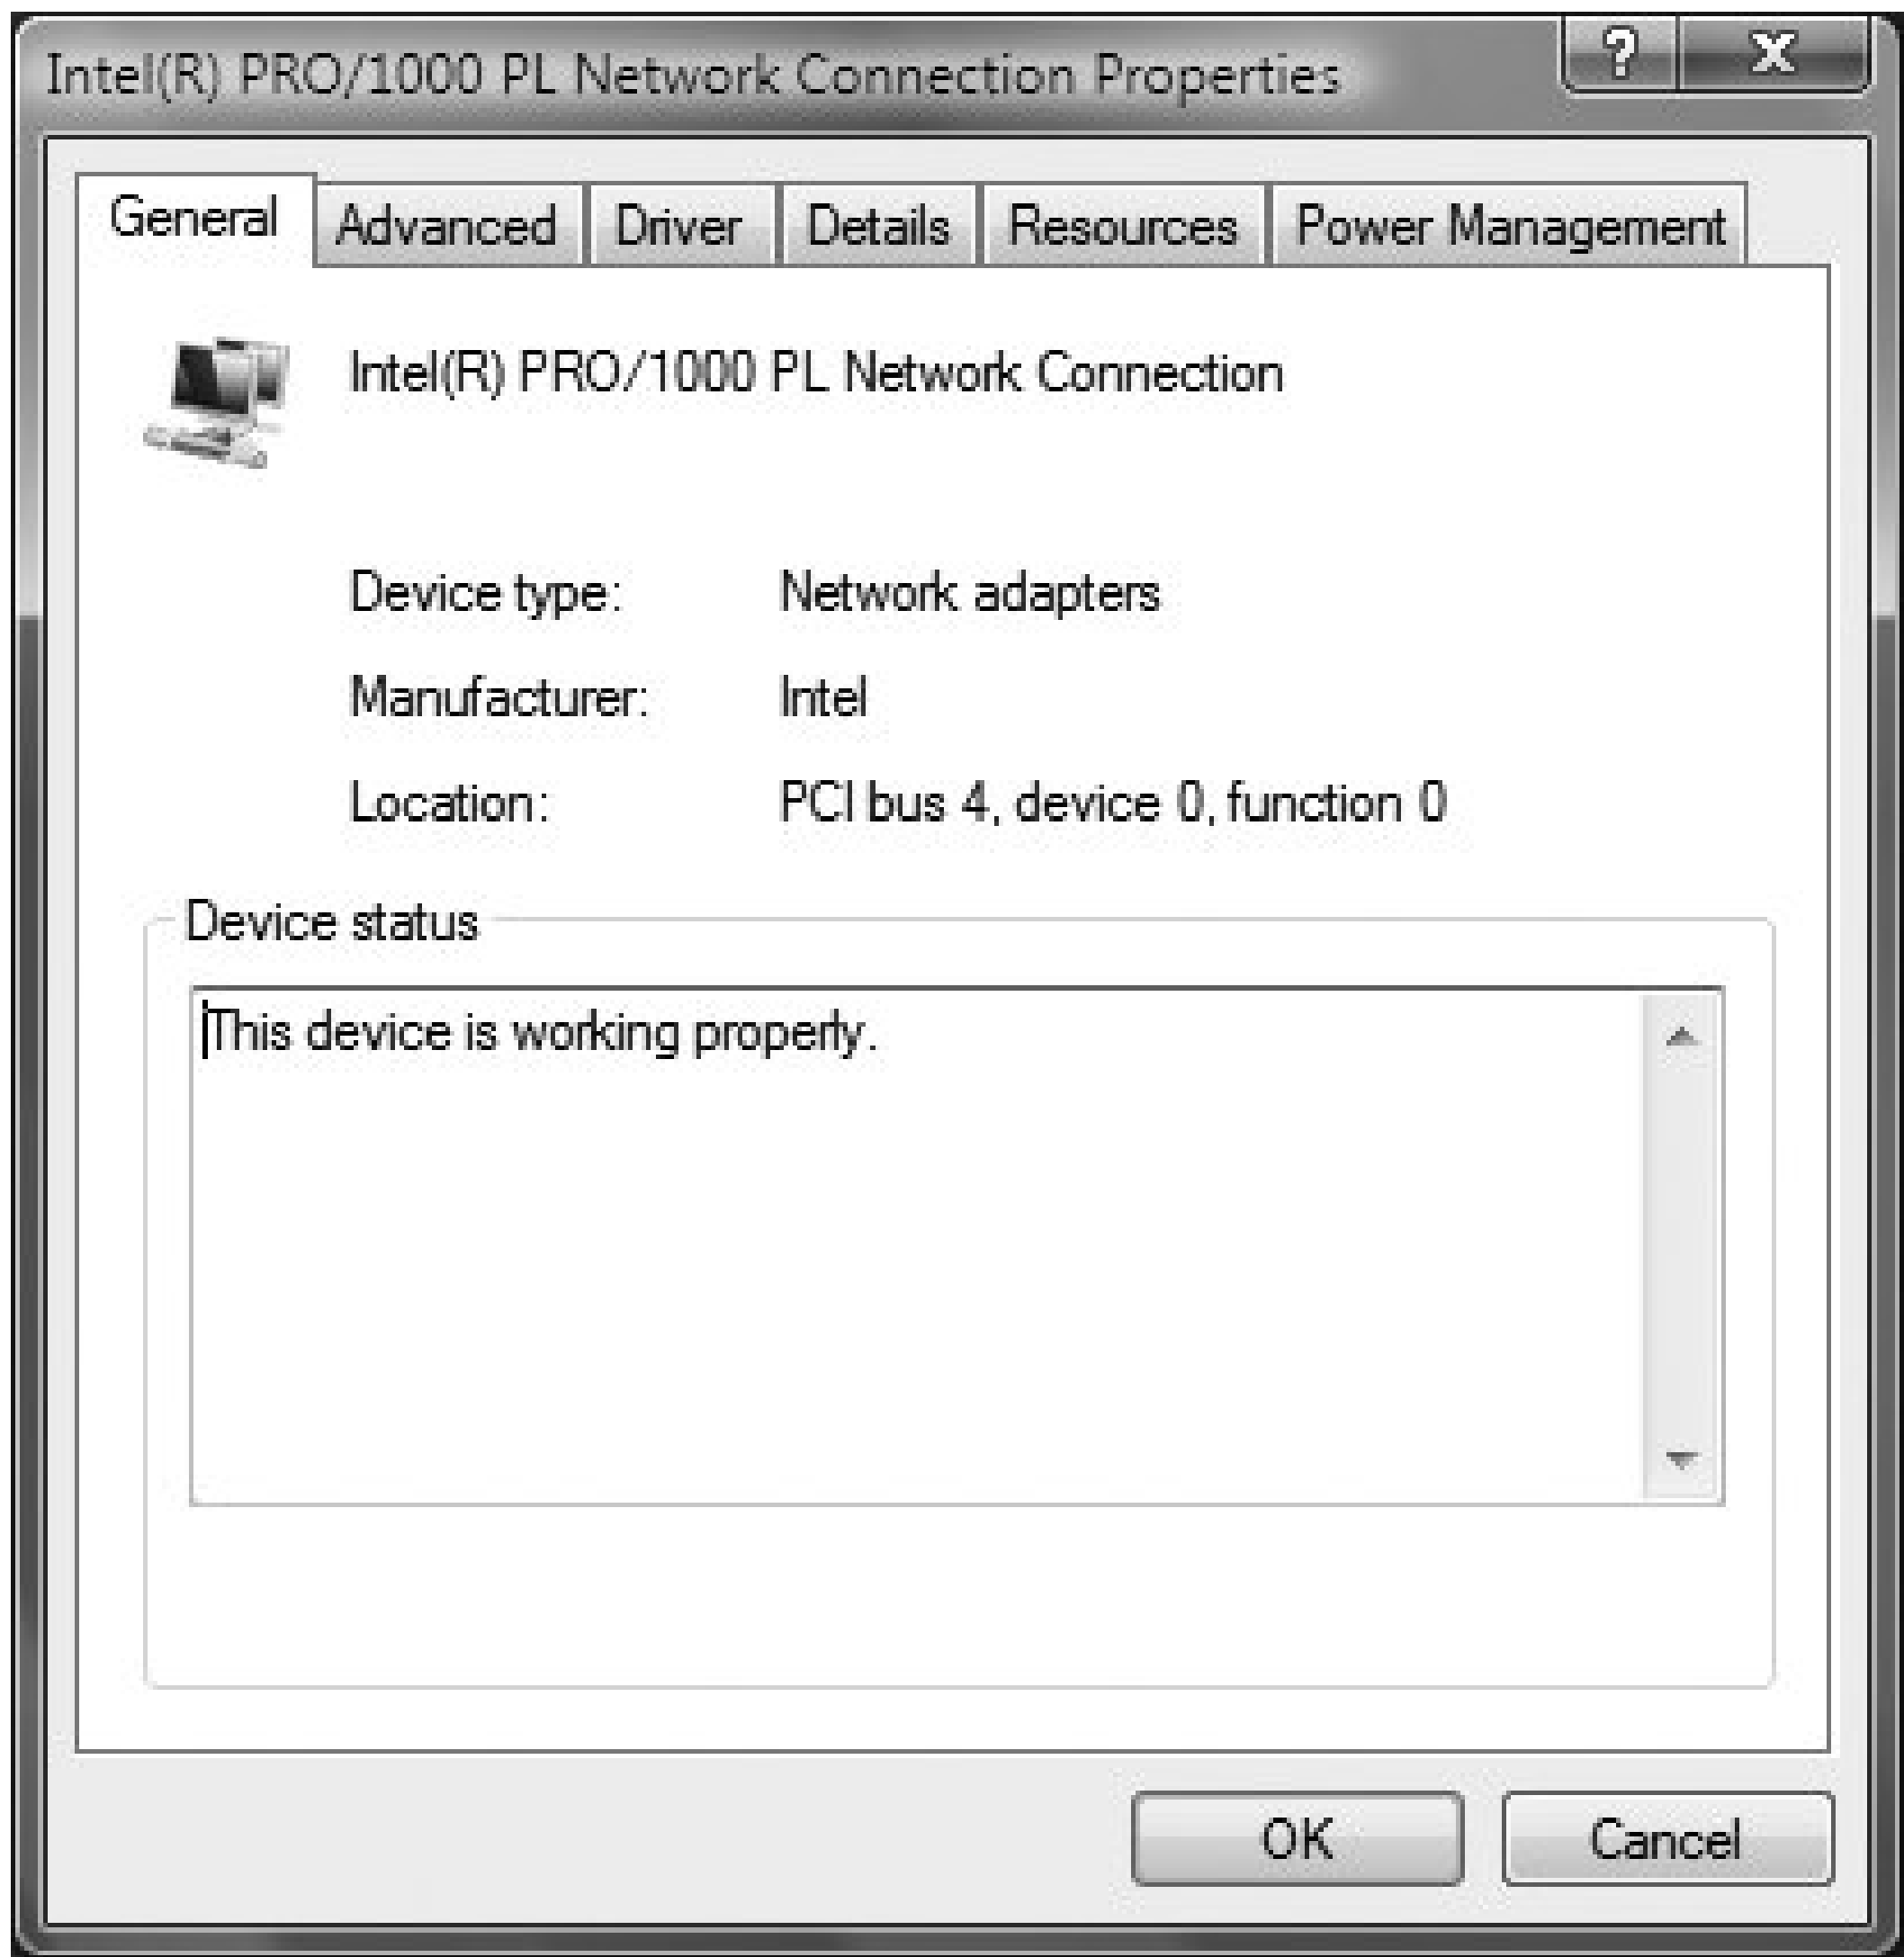 Intel(R) PRO/1000 PL Network Connection Properties
? X
General Advanced Driver Details Resources Power Management
Intel(R) PRO/1000 PL Network Connection
Device type: Network adapters
Manufacturer: Intel
Location: PCI bus 4, device 0, function 0
Device status
This device is working properly.
OK Cancel